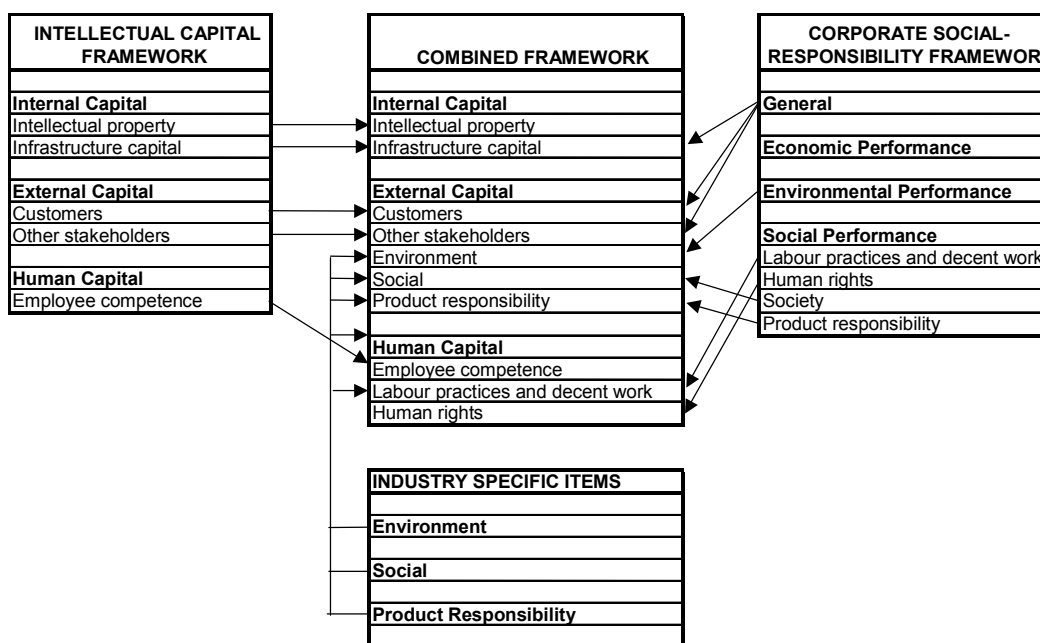 INTELLECTUAL CAPITAL
FRAMEWORK
Internal Capital
Intellectual property
Infrastructure capital
External Capital
Customers
Other stakeholders
Human Capital
Employee competence
COMBINED FRAMEWORK
Internal Capital
Intellectual property
Infrastructure capital
External Capital
Customers
Other stakeholders
Environment
Social
Product responsibility
Human Capital
Employee competence
Labour practices and decent work
Human rights
CORPORATE SOCIAL-
RESPONSIBILITY FRAMEWOR
General
Economic Performance
Environmental Performance
Social Performance
Labour practices and decent work
Human rights
Society
Product responsibility
INDUSTRY SPECIFIC ITEMS
Environment
Social
Product Responsibility